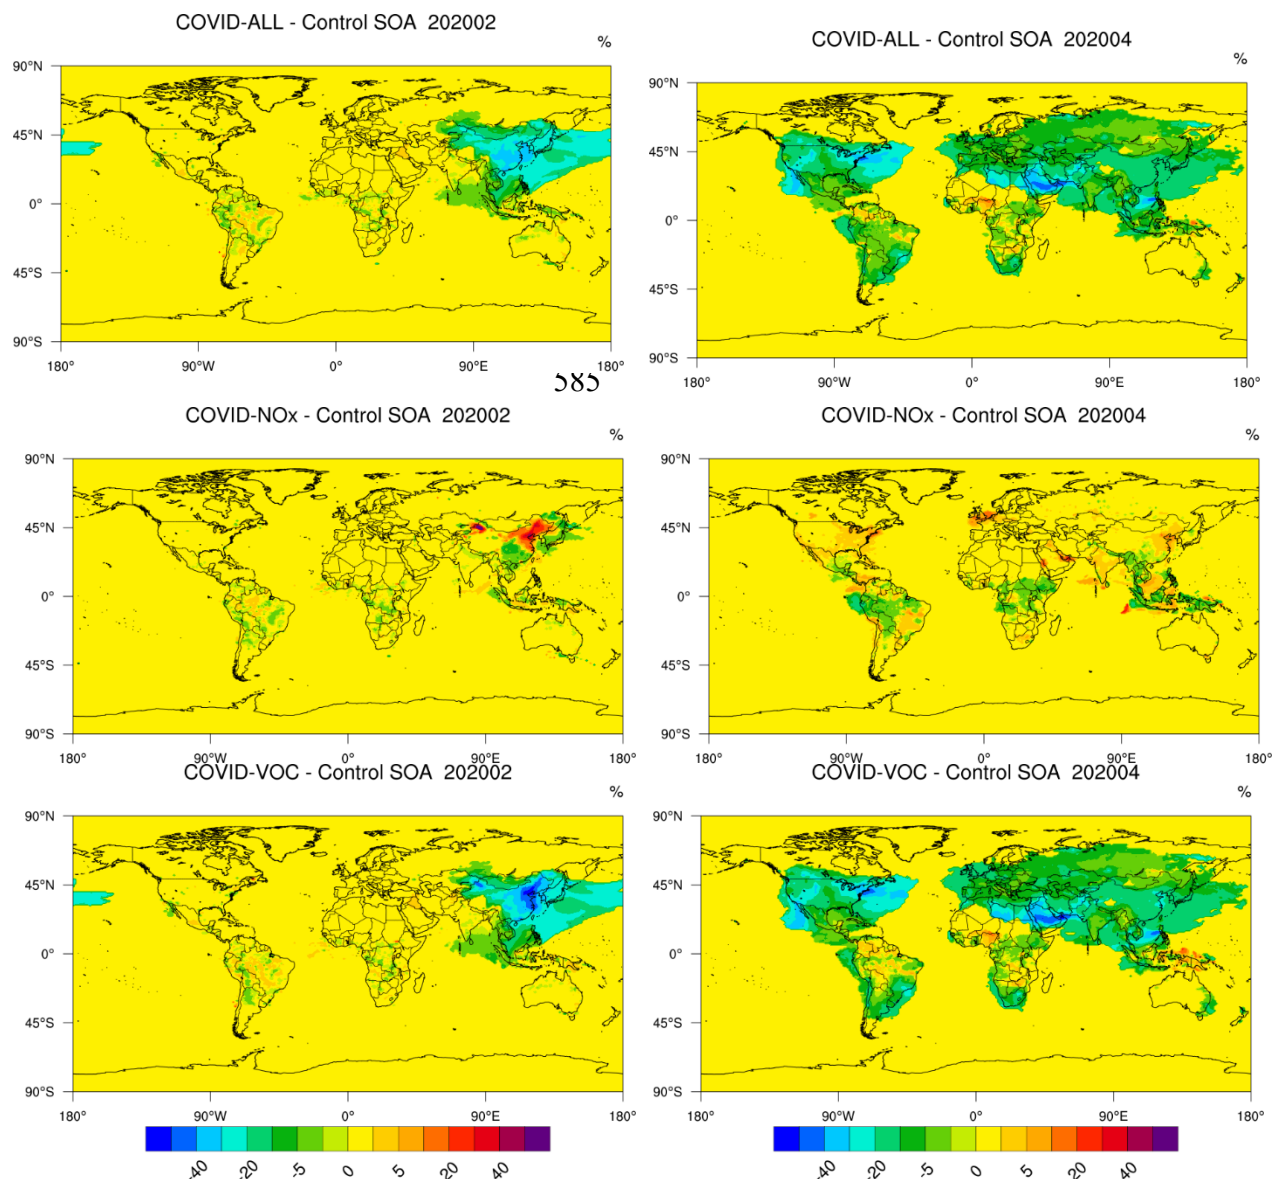 COVID-ALL - Control SOA 202002
%
90°N
45°N
0°
45°S
90°S
180° 90°W 0° 90°E 180°
COVID-ALL - Control SOA 202004
%
90°N
45°N
0°
45°S
90°S
180° 90°W 0° 90°E 180°
585
COVID-NOx - Control SOA 202002
%
90°N
45°N
0°
45°S
90°S
180° 90°W 0° 90°E 180°
COVID-NOx - Control SOA 202004
%
90°N
45°N
0°
45°S
90°S
180° 90°W 0° 90°E 180°
COVID-VOC - Control SOA 202002
%
90°N
45°N
0°
45°S
90°S
180° 90°W 0° 90°E 180°
COVID-VOC - Control SOA 202004
%
90°N
45°N
0°
45°S
90°S
180° 90°W 0° 90°E 180°
-40 -20 -5 0 5 20 40
-40 -20 -5 0 5 20 40